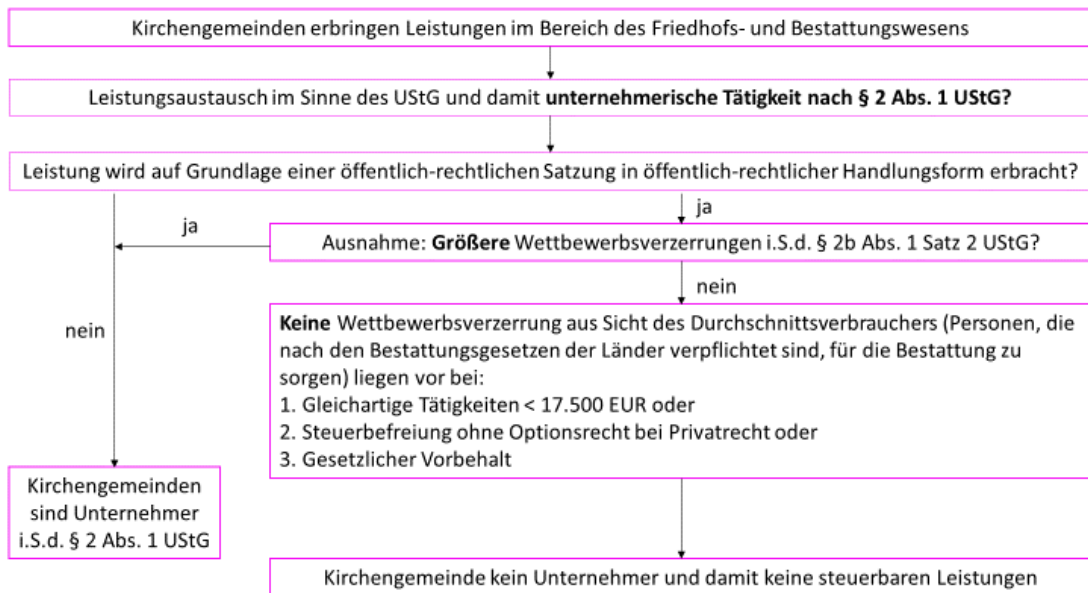 Kirchengemeinden erbringen Leistungen im Bereich des Friedhofs- und Bestattungswesens
Leistungsaustausch im Sinne des UStG und damit unternehmerische Tätigkeit nach § 2 Abs. 1 UStG?
Leistung wird auf Grundlage einer öffentlich-rechtlichen Satzung in öffentlich-rechtlicher Handlungsform erbracht?
ja
ja
Ausnahme: Größere Wettbewerbsverzerrungen i.S.d. § 2b Abs. 1 Satz 2 UStG?
nein
nein
Keine Wettbewerbsverzerrung aus Sicht des Durchschnittsverbrauchers (Personen, die
nach den Bestattungsgesetzen der Länder verpflichtet sind, für die Bestattung zu
sorgen) liegen vor bei:
1. Gleichartige Tätigkeiten < 17.500 EUR oder
2. Steuerbefreiung ohne Optionsrecht bei Privatrecht oder
3. Gesetzlicher Vorbehalt
Kirchengemeinden
sind Unternehmer
i.S.d. § 2 Abs. 1 UStG
Kirchengemeinde kein Unternehmer und damit keine steuerbaren Leistungen